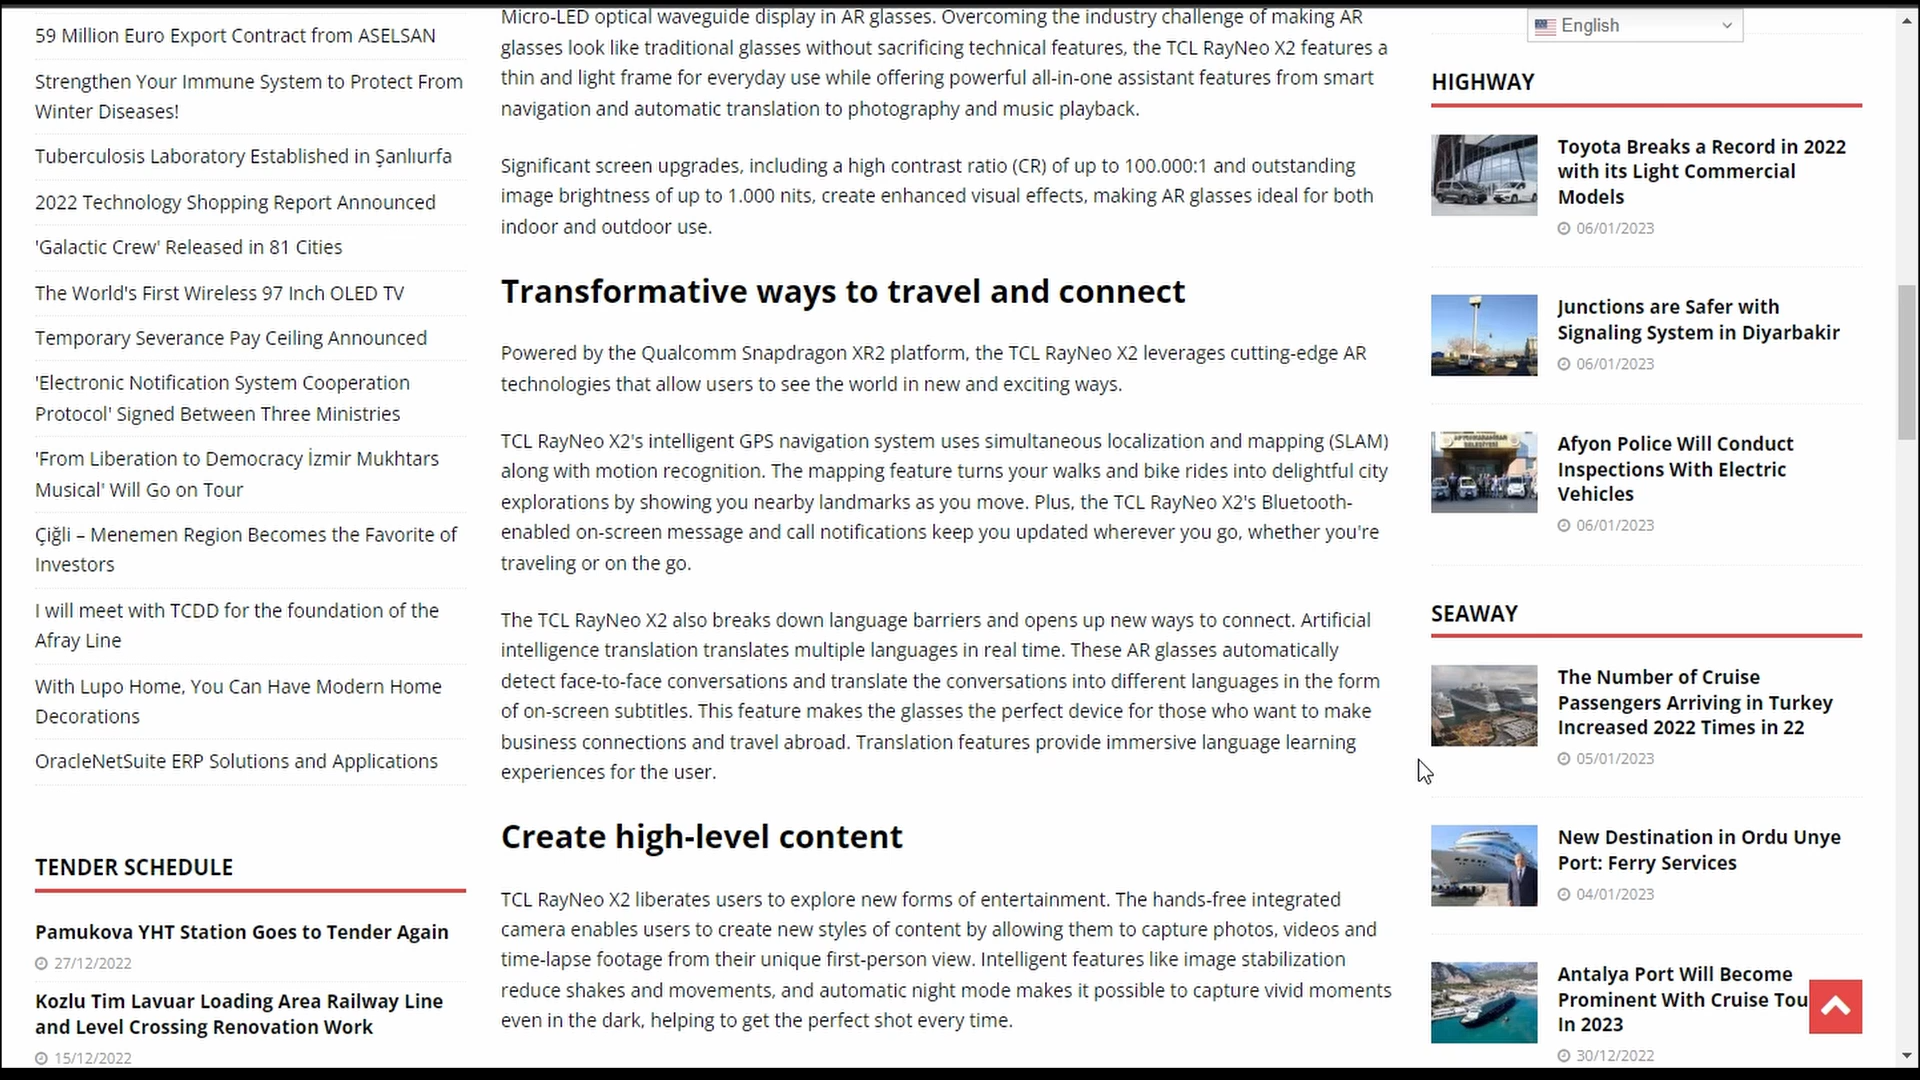 59 Million Euro Export Contract from ASELSAN
Strengthen Your Immune System to Protect From
Winter Diseases!
Tuberculosis Laboratory Established in Şanlıurfa
2022 Technology Shopping Report Announced
'Galactic Crew' Released in 81 Cities
The World's First Wireless 97 Inch OLED TV
Temporary Severance Pay Ceiling Announced
'Electronic Notification System Cooperation
Protocol' Signed Between Three Ministries
'From Liberation to Democracy İzmir Mukhtars
Musical' Will Go on Tour
Çiğli – Menemen Region Becomes the Favorite of
Investors
I will meet with TCDD for the foundation of the
Afray Line
With Lupo Home, You Can Have Modern Home
Decorations
OracleNetSuite ERP Solutions and Applications
TENDER SCHEDULE
Pamukova YHT Station Goes to Tender Again
27/12/2022
Kozlu Tim Lavuar Loading Area Railway Line
and Level Crossing Renovation Work
15/12/2022
Micro-LED optical waveguide display in AR glasses. Overcoming the industry challenge of making AR
glasses look like traditional glasses without sacrificing technical features, the TCL RayNeo X2 features a
thin and light frame for everyday use while offering powerful all-in-one assistant features from smart
navigation and automatic translation to photography and music playback.
Significant screen upgrades, including a high contrast ratio (CR) of up to 100.000:1 and outstanding
image brightness of up to 1.000 nits, create enhanced visual effects, making AR glasses ideal for both
indoor and outdoor use.
Transformative ways to travel and connect
Powered by the Qualcomm Snapdragon XR2 platform, the TCL RayNeo X2 leverages cutting-edge AR
technologies that allow users to see the world in new and exciting ways.
TCL RayNeo X2's intelligent GPS navigation system uses simultaneous localization and mapping (SLAM)
along with motion recognition. The mapping feature turns your walks and bike rides into delightful city
explorations by showing you nearby landmarks as you move. Plus, the TCL RayNeo X2's Bluetooth-
enabled on-screen message and call notifications keep you updated wherever you go, whether you're
traveling or on the go.
The TCL RayNeo X2 also breaks down language barriers and opens up new ways to connect. Artificial
intelligence translation translates multiple languages in real time. These AR glasses automatically
detect face-to-face conversations and translate the conversations into different languages in the form
of on-screen subtitles. This feature makes the glasses the perfect device for those who want to make
business connections and travel abroad. Translation features provide immersive language learning
experiences for the user.
Create high-level content
TCL RayNeo X2 liberates users to explore new forms of entertainment. The hands-free integrated
camera enables users to create new styles of content by allowing them to capture photos, videos and
time-lapse footage from their unique first-person view. Intelligent features like image stabilization
reduce shakes and movements, and automatic night mode makes it possible to capture vivid moments
even in the dark, helping to get the perfect shot every time.
English
HIGHWAY
Toyota Breaks a Record in 2022
with its Light Commercial
Models
06/01/2023
Junctions are Safer with
Signaling System in Diyarbakir
06/01/2023
Afyon Police Will Conduct
Inspections With Electric
Vehicles
06/01/2023
SEAWAY
The Number of Cruise
Passengers Arriving in Turkey
Increased 2022 Times in 22
05/01/2023
New Destination in Ordu Unye
Port: Ferry Services
04/01/2023
Antalya Port Will Become
Prominent With Cruise Tou
In 2023
30/12/2022